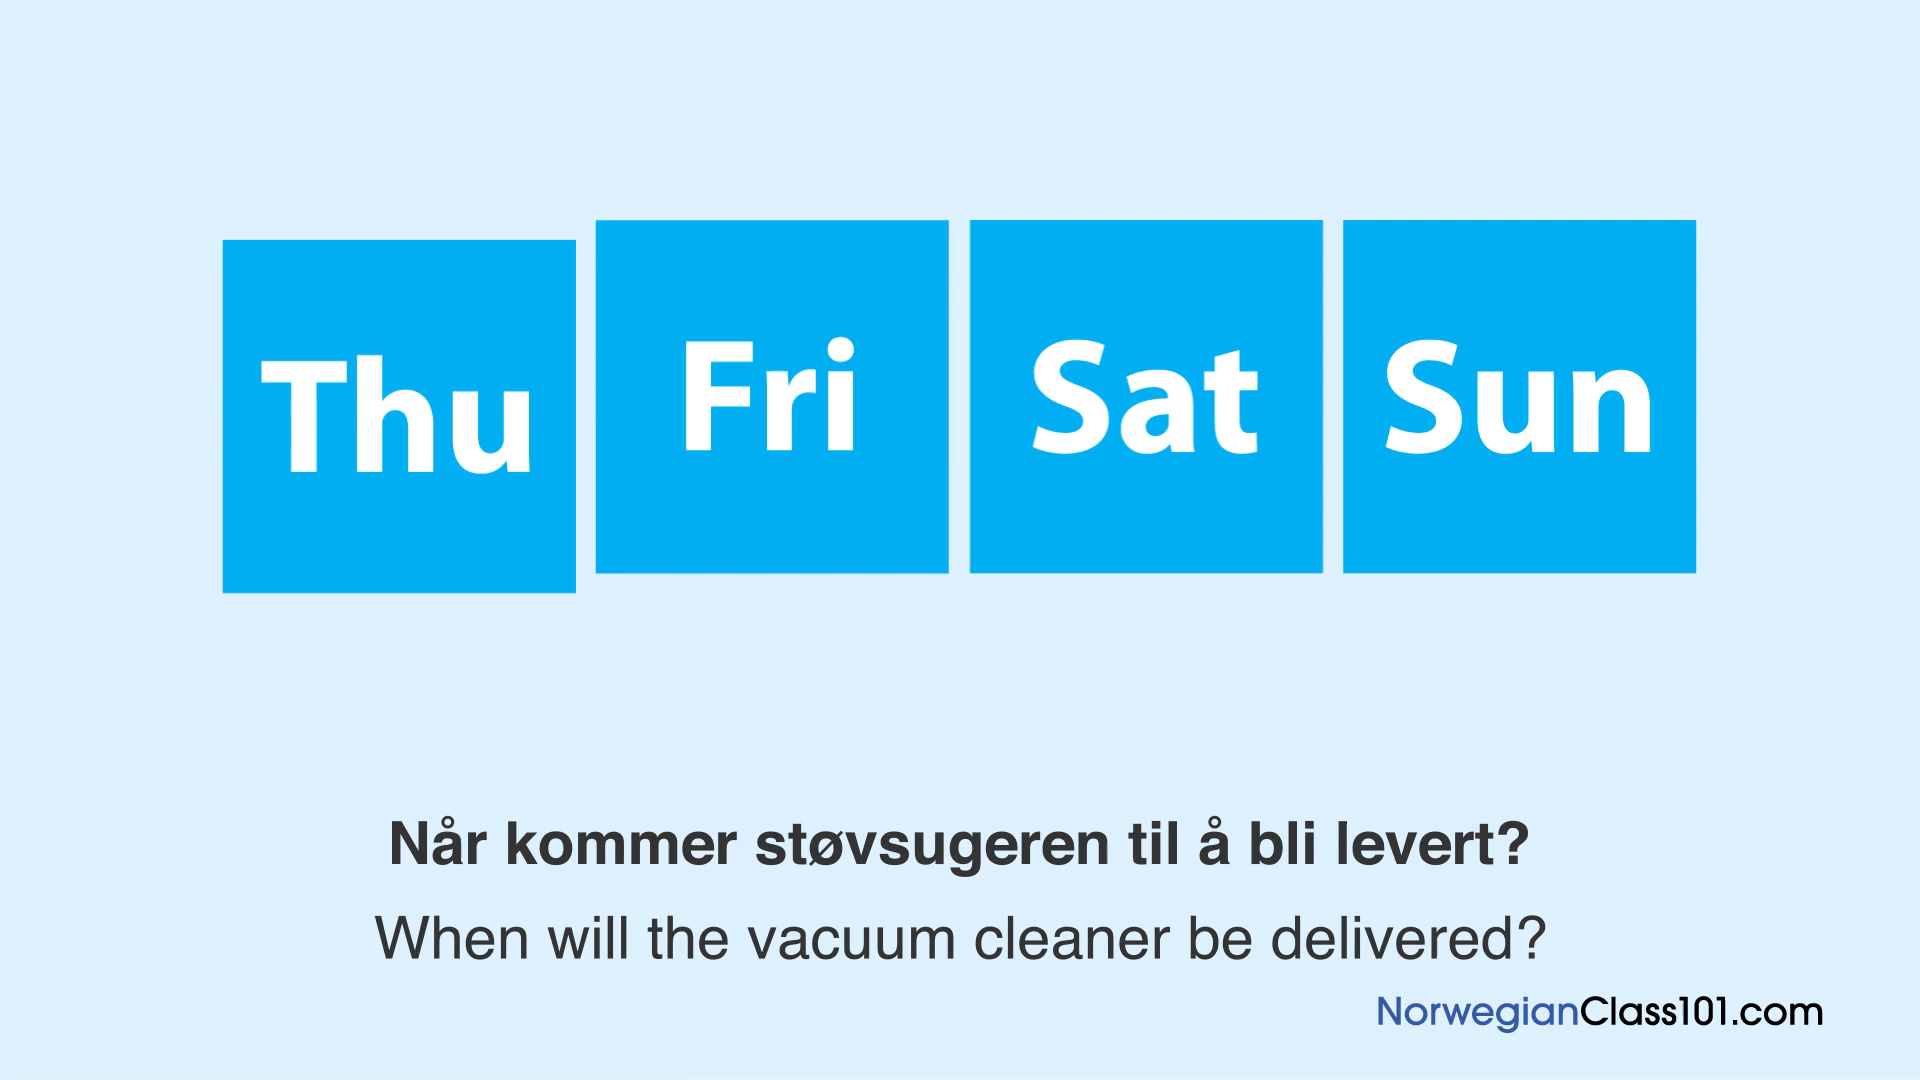 Thu Fri Sat Sun
Når kommer støvsugeren til å bli levert?
When will the vacuum cleaner be delivered?
NorwegianClass101.com